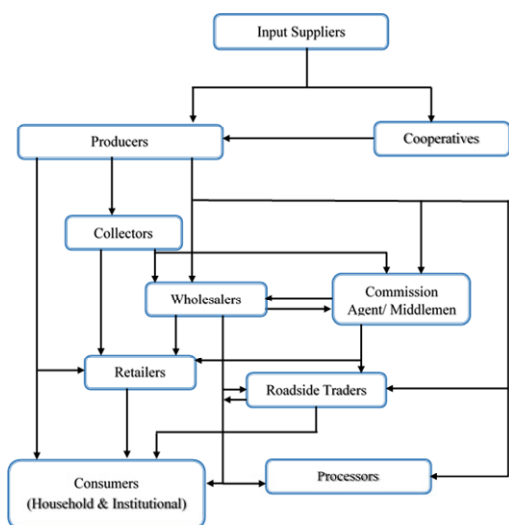 Input Suppliers
Producers
Cooperatives
Collectors
Wholesalers
Commission
Agent/ Middlemen
Retailers
Roadside Traders
Consumers
(Household & Institutional)
Processors